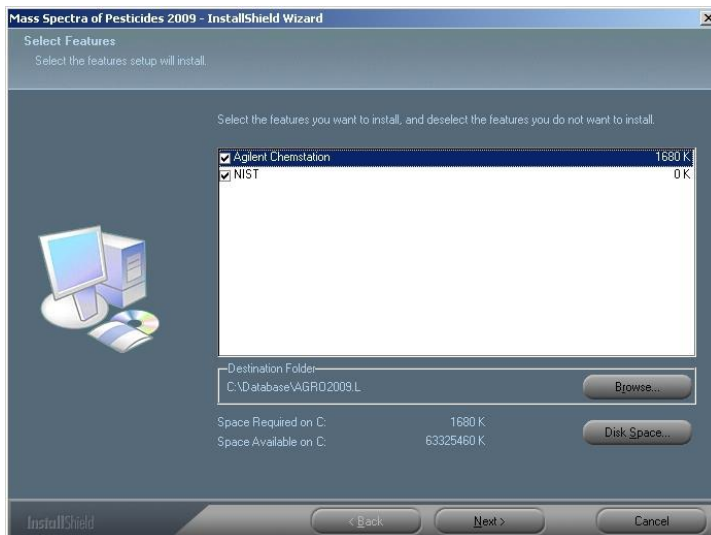 Mass Spectra of Pesticides 2009 - InstallShield Wizard
Select Features
Select the features setup will install.
Select the features you want to install, and deselect the features you do not want to install.
Agilent Chemstation 1680 K
NIST 0 K
Destination Folder
C:\Database\AGRO2009.L
Browse...
Space Required on C: 1680 K
Space Available on C: 63325460 K
Disk Space...
InstallShield
< Back
Next >
Cancel